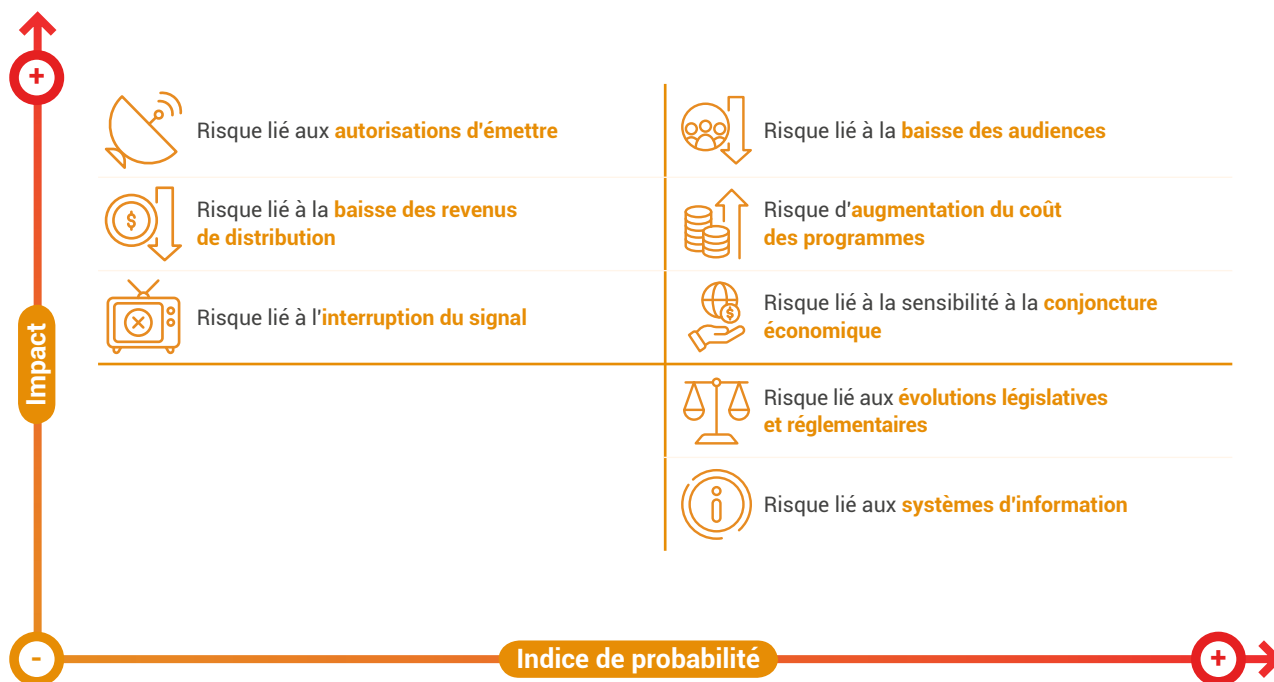 +
Risque lié aux autorisations d'émettre
Risque lié à la baisse des revenus
de distribution
Risque lié à l'interruption du signal
Risque lié à la baisse des audiences
Risque d'augmentation du coût
des programmes
Risque lié à la sensibilité à la conjoncture
économique
Risque lié aux évolutions législatives
et réglementaires
Risque lié aux systèmes d'information
Impact
-
Indice de probabilité
+